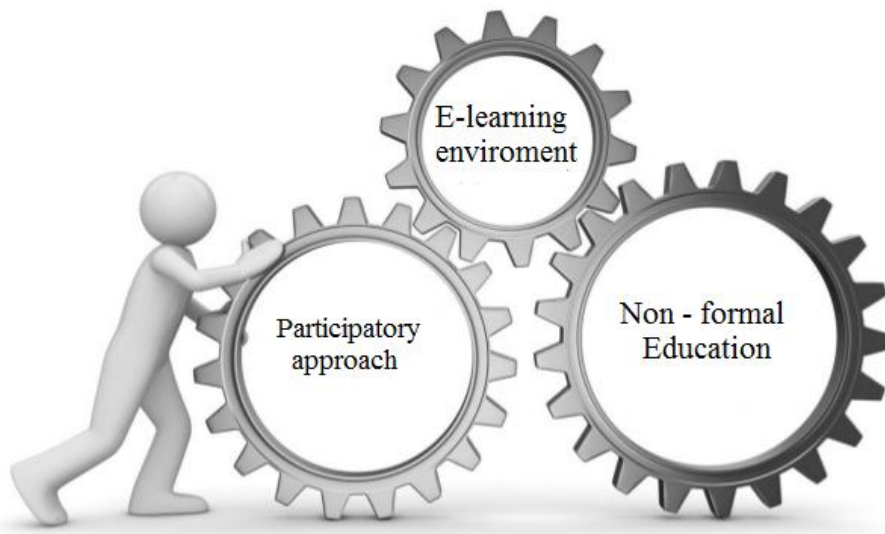 E-learning
enviroment
Participatory
approach
Non - formal
Education